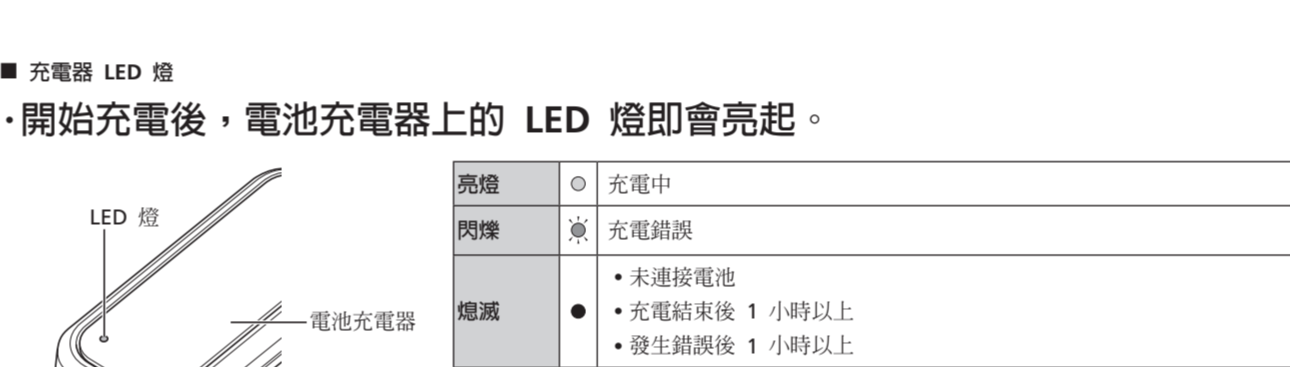 ■ 充電器 LED 燈
·開始充電後，電池充電器上的 LED 燈即會亮起。
LED 燈
電池充電器
亮燈 充電中
閃爍 充電錯誤
熄滅
• 未連接電池
• 充電結束後 1 小時以上
• 發生錯誤後 1 小時以上